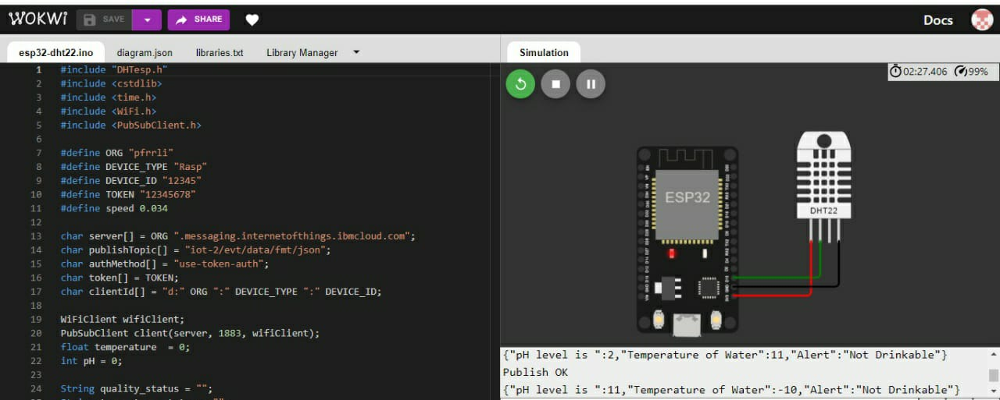 WOKWi SAVE SHARE Docs
esp32-dht22.ino diagram.json libraries.txt Library Manager
Simulation
02:27.406 99%
1 #include "DHTesp.h"
2 #include <cstdlib>
3 #include <time.h>
4 #include <WiFi.h>
5 #include <PubSubClient.h>
6
7 #define ORG "pfrrli"
8 #define DEVICE_TYPE "Rasp"
9 #define DEVICE_ID "12345"
10 #define TOKEN "12345678"
11 #define speed 0.034
12
13 char server[] = ORG ".messaging.internetofthings.ibmcloud.com";
14 char publishTopic[] = "iot-2/evt/data/fmt/json";
15 char authMethod[] = "use-token-auth";
16 char token[] = TOKEN;
17 char clientId[] = "d:" ORG ":" DEVICE_TYPE ":" DEVICE_ID;
18
19 WiFiClient wifiClient;
20 PubSubClient client(server, 1883, wifiClient);
21 float temperature  = 0;
22 int pH = 0;
23
24 String quality_status = "";
ESP32
DHT22
{"pH level is ":2,"Temperature of Water":11,"Alert":"Not Drinkable"}
Publish OK
{"pH level is ":11,"Temperature of Water":-10,"Alert":"Not Drinkable"}